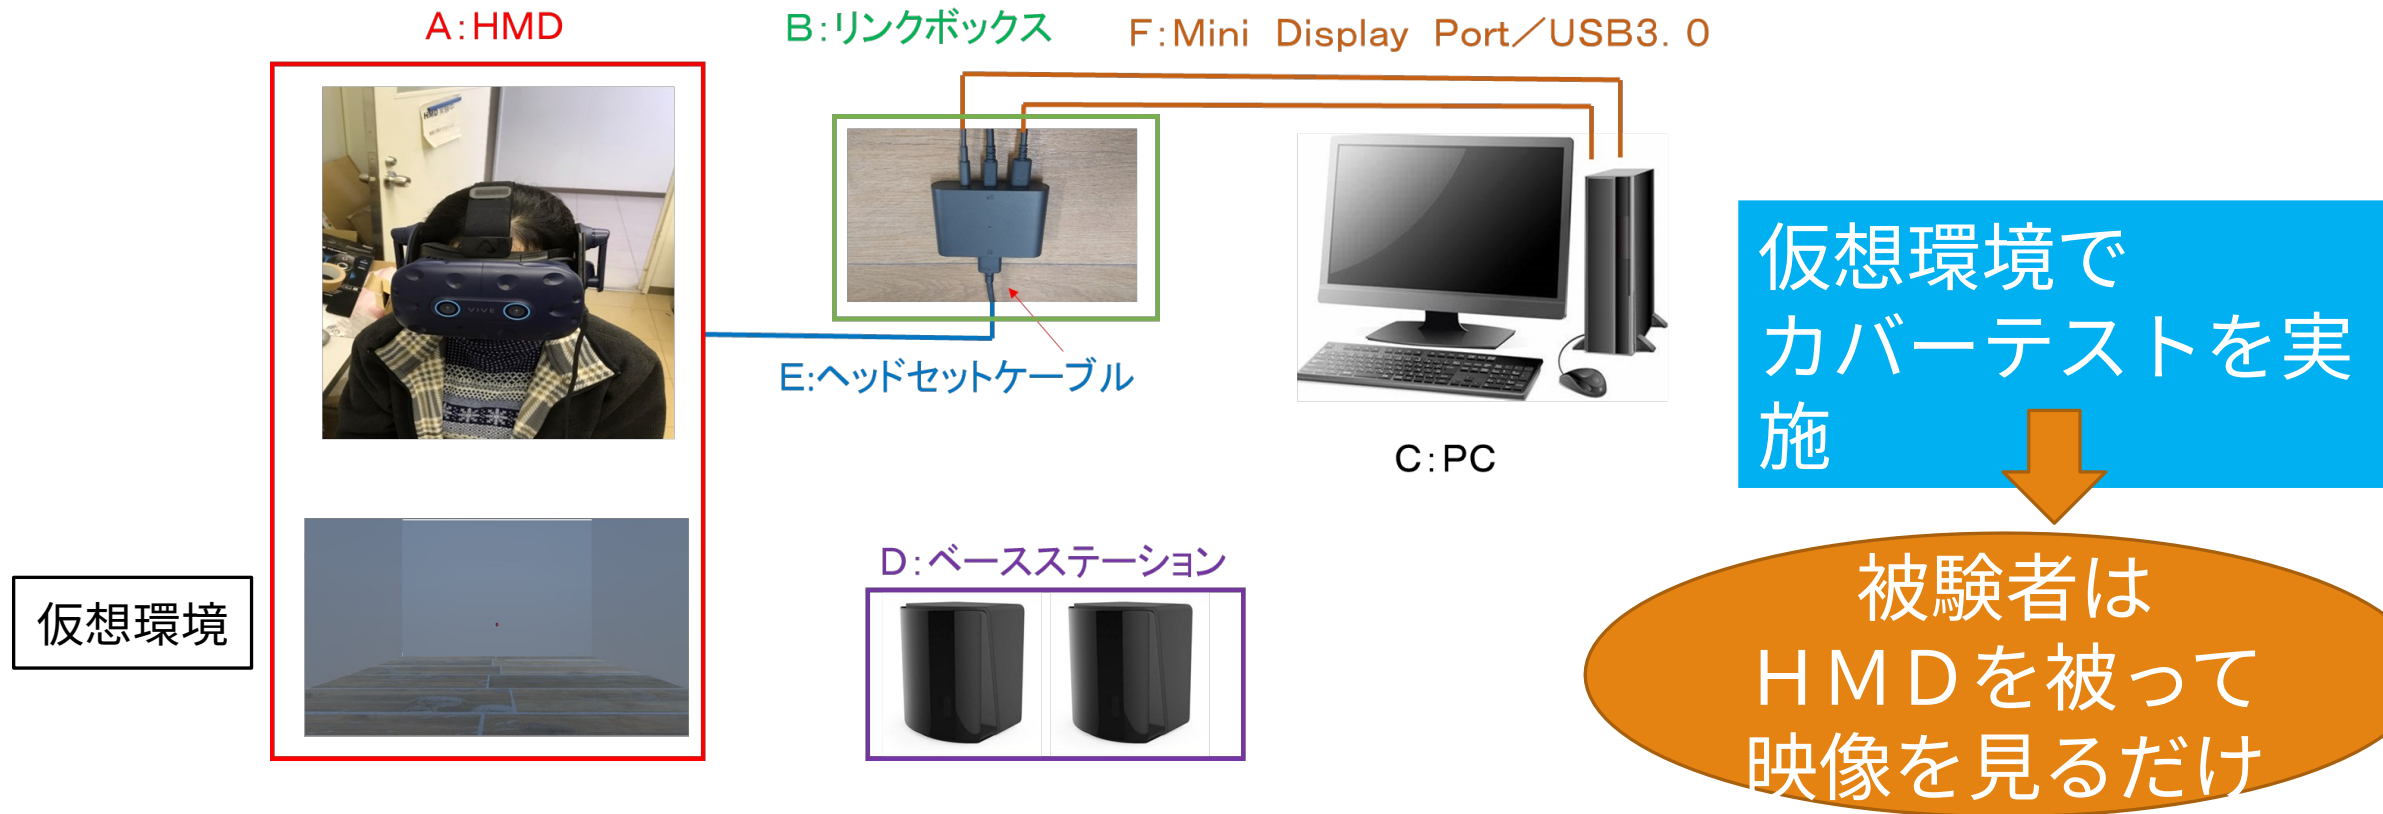 A:HMD
B:リンクボックス
F:Mini Display Port/USB3.0
HMD
VIVE
E:ヘッドセットケーブル
C:PC
D:ベースステーション
仮想環境
仮想環境で
カバーテストを実
施
被験者は
HMDを被って
映像を見るだけ